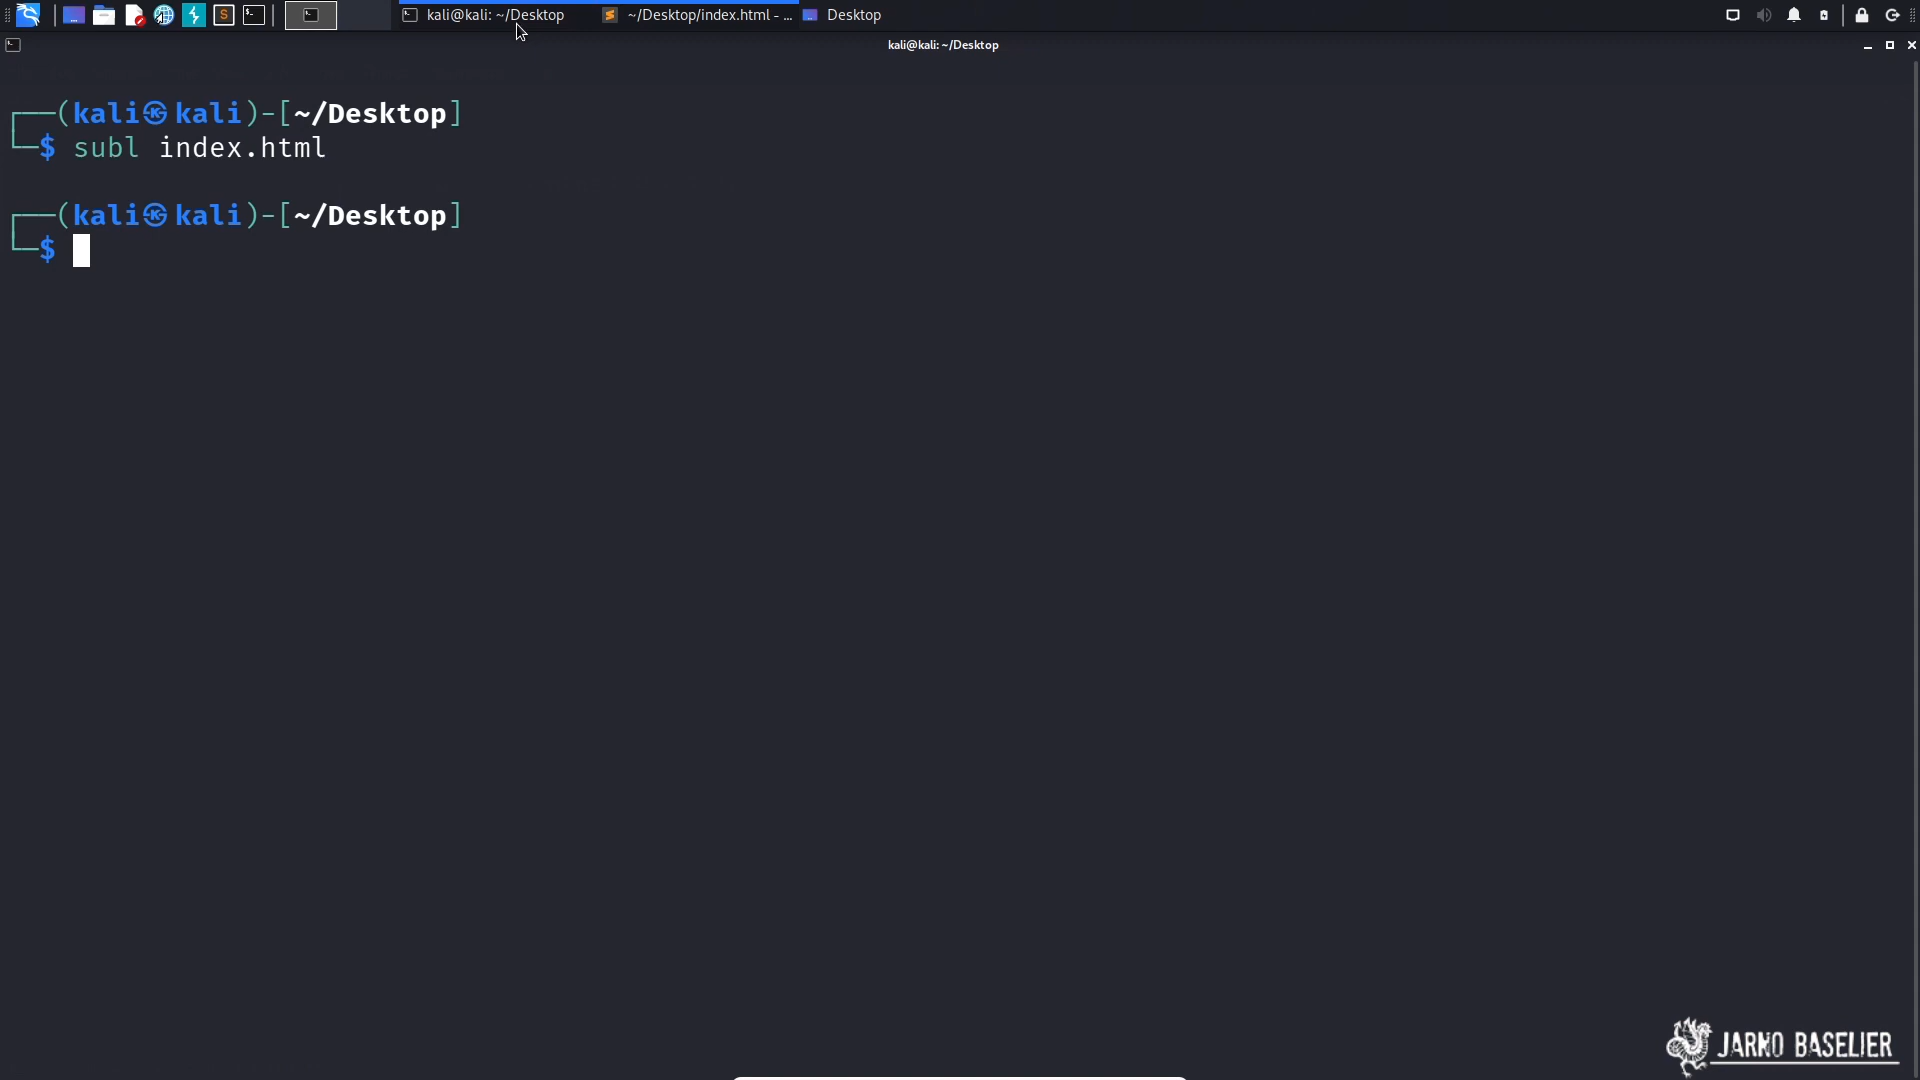 kali@kali: ~/Desktop
~/Desktop/index.html - ...
Desktop
kali@kali: ~/Desktop
┌──(kali㉿kali)-[~/Desktop]
└─$ subl index.html
┌──(kali㉿kali)-[~/Desktop]
└─$
JARNO BASELIER